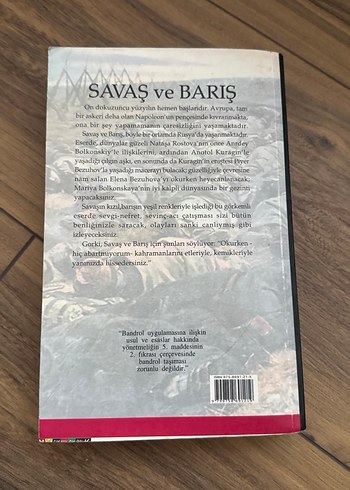 SAVAŞ ve BARIŞ
On dokuzuncu yüzyılın hemen başlarıdır. Avrupa, tam
bir askeri deha olan Napoleon'un pençesinde kıvranmakta,
ona bir şey yapamamanın çaresizliğini yaşamaktadır.
Savaş ve Barış, böyle bir ortamda Rusya'da yaşanmaktadır.
Eserde, dünyalar güzeli Nataşa Rostova'nın önce Andrey
Bolkonskiy'le ilişkilerini, ardından Anatol Kuragin'le
yaşadığı çılgın aşkı, en sonunda da Kuragin'in eniştesi Piyer
Bezuhov'la yaşadığı macerayı bulacak; güzelliğiyle çevresine
nam salan Elena Bezuhova'yı okurken heyecanlanacak,
Mariya Bolkonskaya'nın iyi kalpli dünyasında bir gezinti
yapacaksınız.
Savaşın kızıl, barışın yeşil renkleriyle işlediği bu görkemli
eserde sevgi-nefret, sevinç-acı çatışması sizi bütün
benliğinizle saracak, olayları sanki canlıymış gibi
izleyeceksiniz.
Gorki, Savaş ve Barış için şunları söylüyor: "Okurken -
hiç abartmıyorum- kahramanlarını etleriyle, kemikleriyle
yanınızda hissedersiniz."
"Bandrol uygulamasına ilişkin
usul ve esaslar hakkında
yönetmeliğin 5. maddesinin
2. fıkrası çerçevesinde
bandrol taşıması
zorunlu değildir."